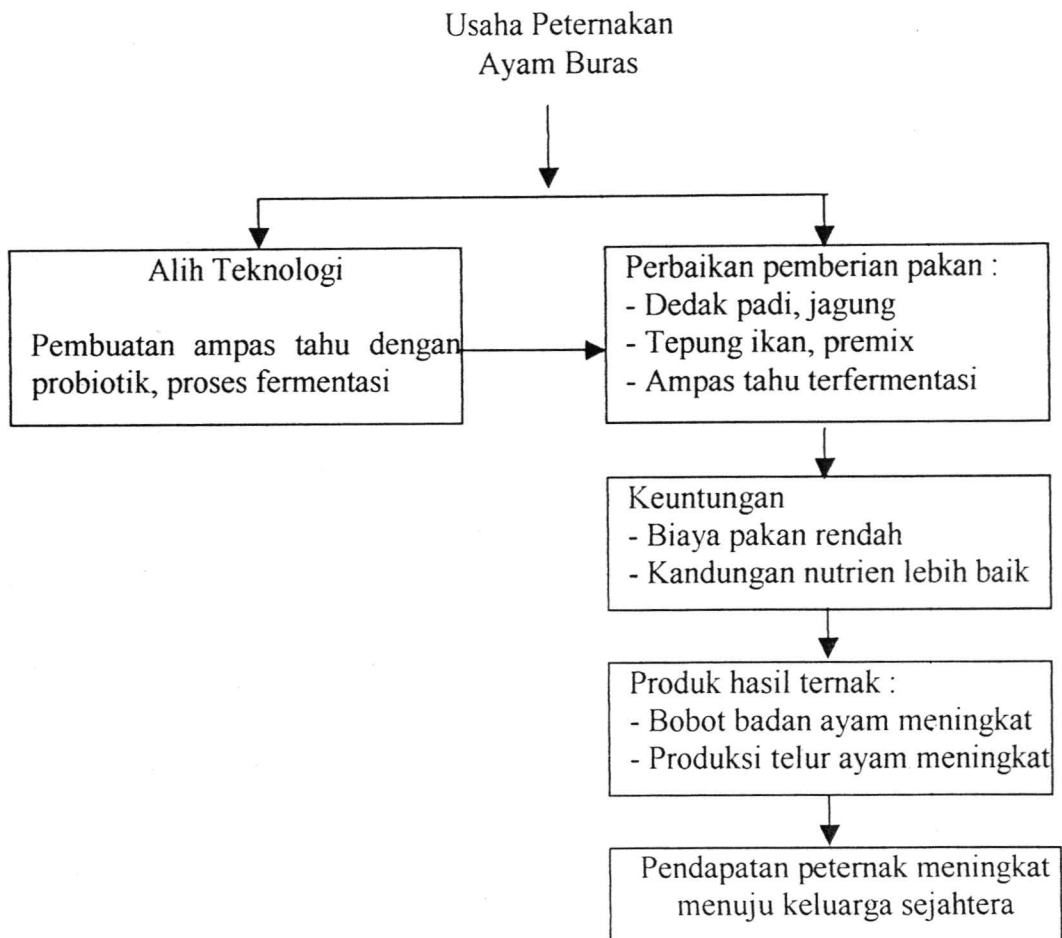 Usaha Peternakan
Ayam Buras
Alih Teknologi
Pembuatan ampas tahu dengan
probiotik, proses fermentasi
Perbaikan pemberian pakan :
- Dedak padi, jagung
- Tepung ikan, premix
- Ampas tahu terfermentasi
Keuntungan
- Biaya pakan rendah
- Kandungan nutrien lebih baik
Produk hasil ternak :
- Bobot badan ayam meningkat
- Produksi telur ayam meningkat
Pendapatan peternak meningkat
menuju keluarga sejahtera